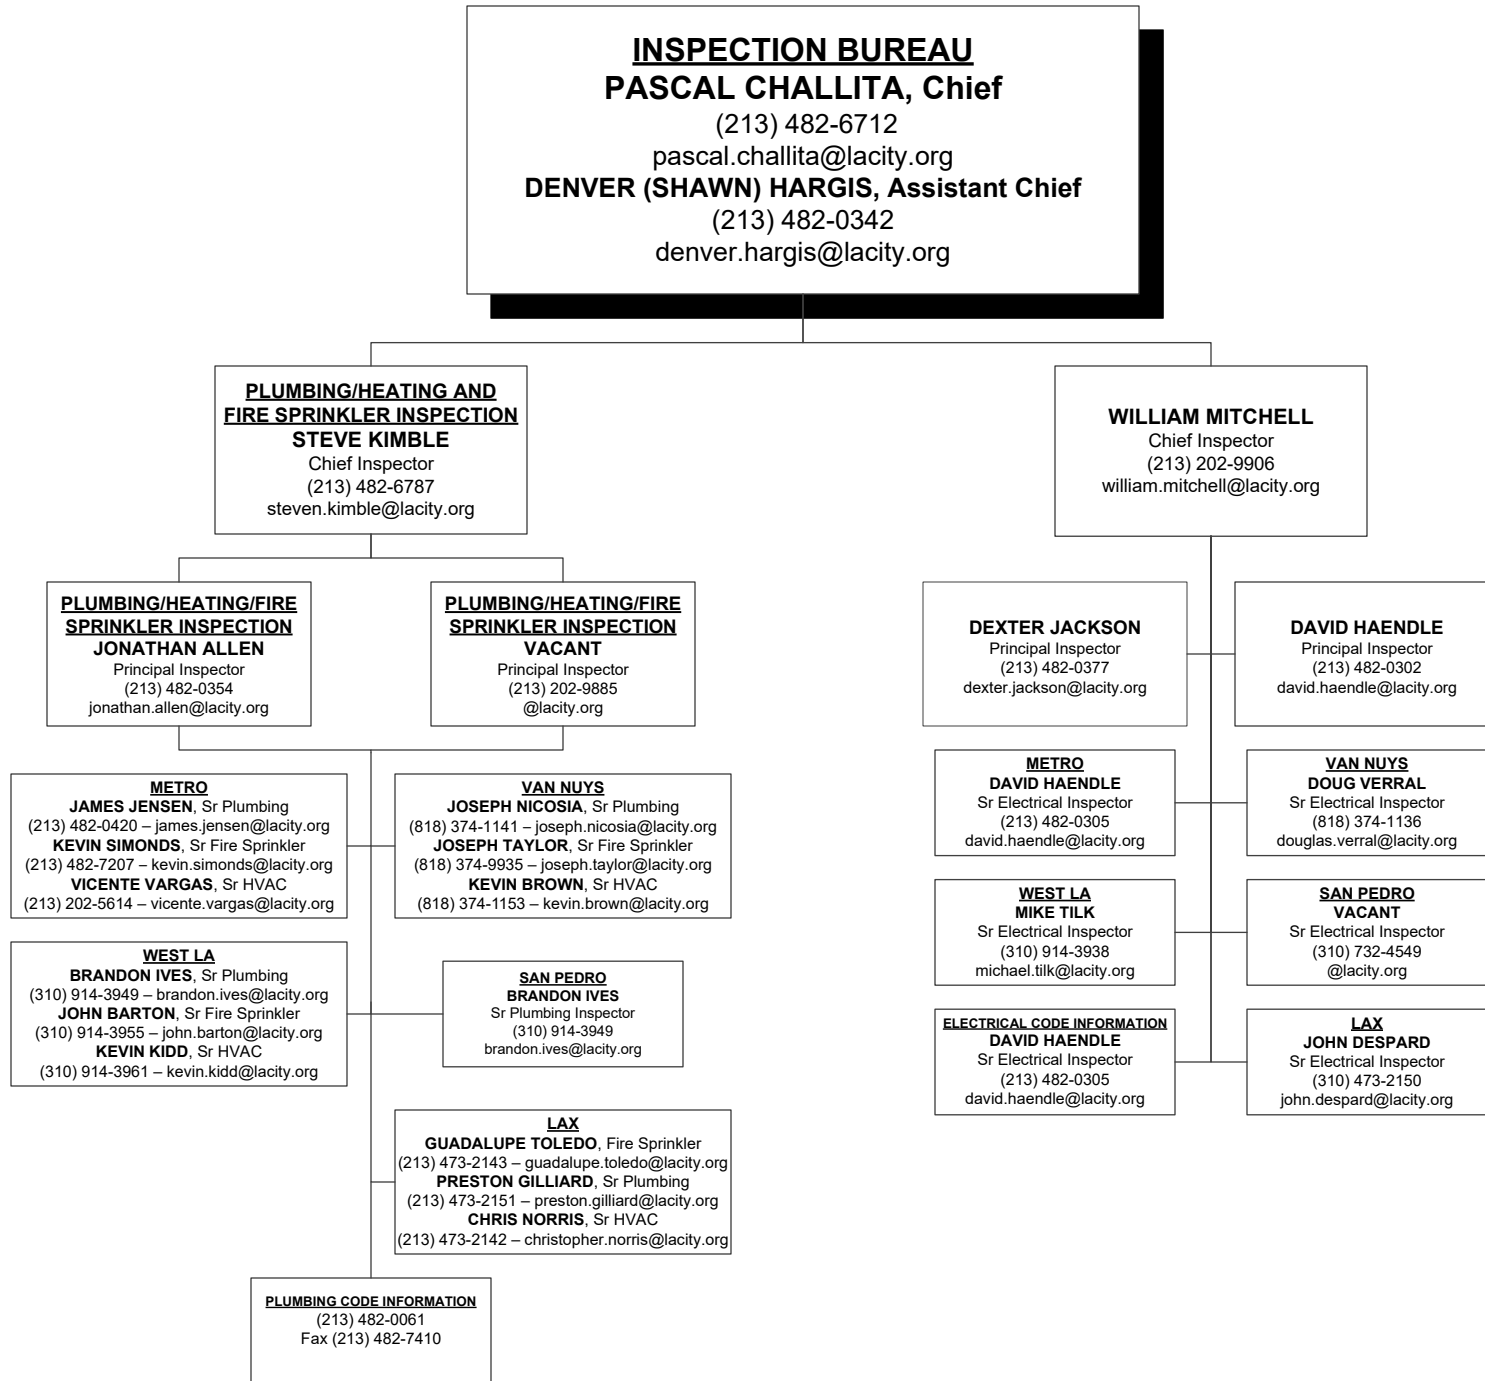 INSPECTION BUREAU
PASCAL CHALLITA, Chief
(213) 482-6712
pascal.challita@lacity.org
DENVER (SHAWN) HARGIS, Assistant Chief
(213) 482-0342
denver.hargis@lacity.org
PLUMBING/HEATING AND
FIRE SPRINKLER INSPECTION
STEVE KIMBLE
Chief Inspector
(213) 482-6787
steven.kimble@lacity.org
WILLIAM MITCHELL
Chief Inspector
(213) 202-9906
william.mitchell@lacity.org
PLUMBING/HEATING/FIRE
SPRINKLER INSPECTION
JONATHAN ALLEN
Principal Inspector
(213) 482-0354
jonathan.allen@lacity.org
PLUMBING/HEATING/FIRE
SPRINKLER INSPECTION
VACANT
Principal Inspector
(213) 202-9885
@lacity.org
DEXTER JACKSON
Principal Inspector
(213) 482-0377
dexter.jackson@lacity.org
DAVID HAENDLE
Principal Inspector
(213) 482-0302
david.haendle@lacity.org
METRO
JAMES JENSEN, Sr Plumbing
(213) 482-0420 – james.jensen@lacity.org
KEVIN SIMONDS, Sr Fire Sprinkler
(213) 482-7207 – kevin.simonds@lacity.org
VICENTE VARGAS, Sr HVAC
(213) 202-5614 – vicente.vargas@lacity.org
VAN NUYS
JOSEPH NICOSIA, Sr Plumbing
(818) 374-1141 – joseph.nicosia@lacity.org
JOSEPH TAYLOR, Sr Fire Sprinkler
(818) 374-9935 – joseph.taylor@lacity.org
KEVIN BROWN, Sr HVAC
(818) 374-1153 – kevin.brown@lacity.org
METRO
DAVID HAENDLE
Sr Electrical Inspector
(213) 482-0305
david.haendle@lacity.org
VAN NUYS
DOUG VERRAL
Sr Electrical Inspector
(818) 374-1136
douglas.verral@lacity.org
WEST LA
BRANDON IVES, Sr Plumbing
(310) 914-3949 – brandon.ives@lacity.org
JOHN BARTON, Sr Fire Sprinkler
(310) 914-3955 – john.barton@lacity.org
KEVIN KIDD, Sr HVAC
(310) 914-3961 – kevin.kidd@lacity.org
SAN PEDRO
BRANDON IVES
Sr Plumbing Inspector
(310) 914-3949
brandon.ives@lacity.org
WEST LA
MIKE TILK
Sr Electrical Inspector
(310) 914-3938
michael.tilk@lacity.org
SAN PEDRO
VACANT
Sr Electrical Inspector
(310) 732-4549
@lacity.org
ELECTRICAL CODE INFORMATION
DAVID HAENDLE
Sr Electrical Inspector
(213) 482-0305
david.haendle@lacity.org
LAX
JOHN DESPARD
Sr Electrical Inspector
(310) 473-2150
john.despard@lacity.org
LAX
GUADALUPE TOLEDO, Fire Sprinkler
(213) 473-2143 – guadalupe.toledo@lacity.org
PRESTON GILLIARD, Sr Plumbing
(213) 473-2151 – preston.gilliard@lacity.org
CHRIS NORRIS, Sr HVAC
(213) 473-2142 – christopher.norris@lacity.org
PLUMBING CODE INFORMATION
(213) 482-0061
Fax (213) 482-7410